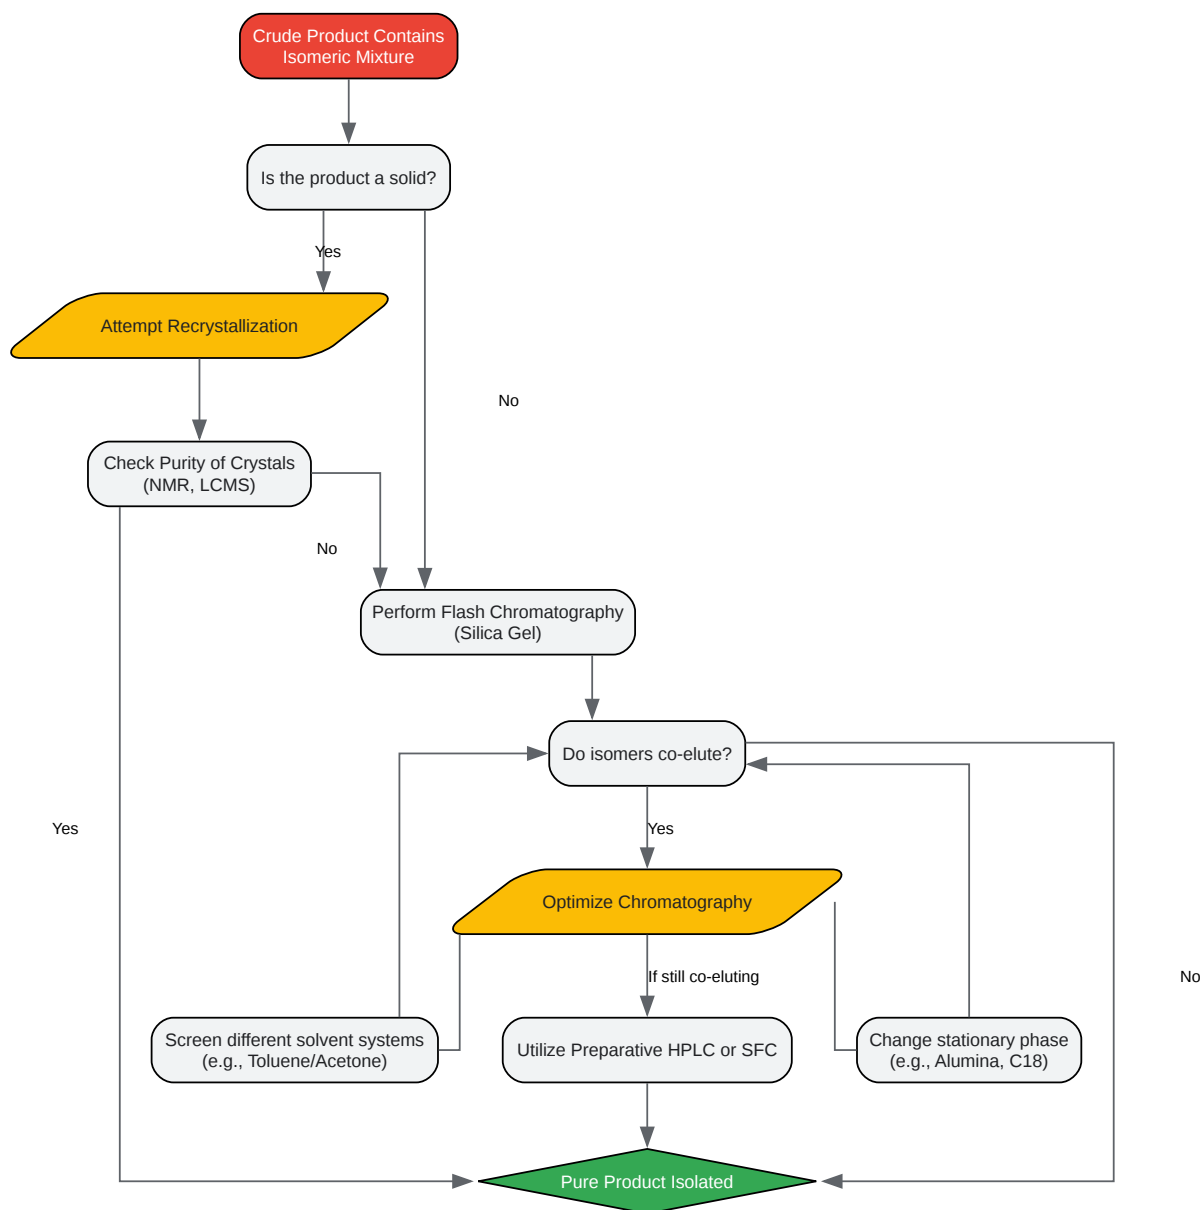 Crude Product Contains
Isomeric Mixture
Is the product a solid?
Yes
Attempt Recrystallization
No
Check Purity of Crystals
(NMR, LCMS)
No
Perform Flash Chromatography
(Silica Gel)
Do isomers co-elute?
Yes
Yes
Optimize Chromatography
If still co-eluting
No
Screen different solvent systems
(e.g., Toluene/Acetone)
Utilize Preparative HPLC or SFC
Change stationary phase
(e.g., Alumina, C18)
Pure Product Isolated